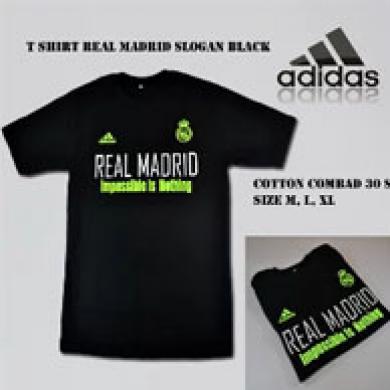 T SHIRT REAL MADRID SLOGAN BLACK
adidas
adidas
REAL MADRID
Impossible Is Nothing
COTTON COMBAD 30 S
SIZE M, L, XL
REAL MADRID
Impossible Is Nothing